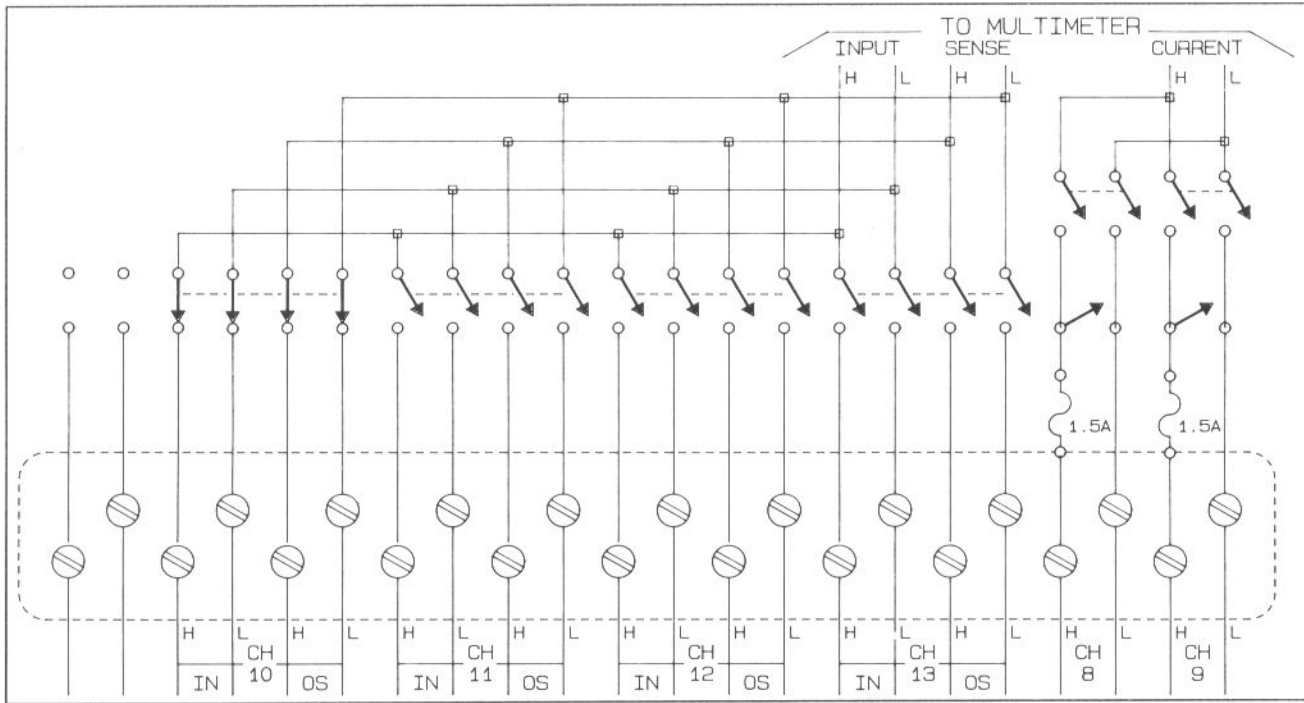 TO MULTIMETER
INPUT SENSE CURRENT
H L H L H L
1.5A 1.5A
H L H L H L H L H L H L H L H L H L H L
CH CH CH CH CH CH
10 11 12 13 8 9
IN OS IN OS IN OS IN OS